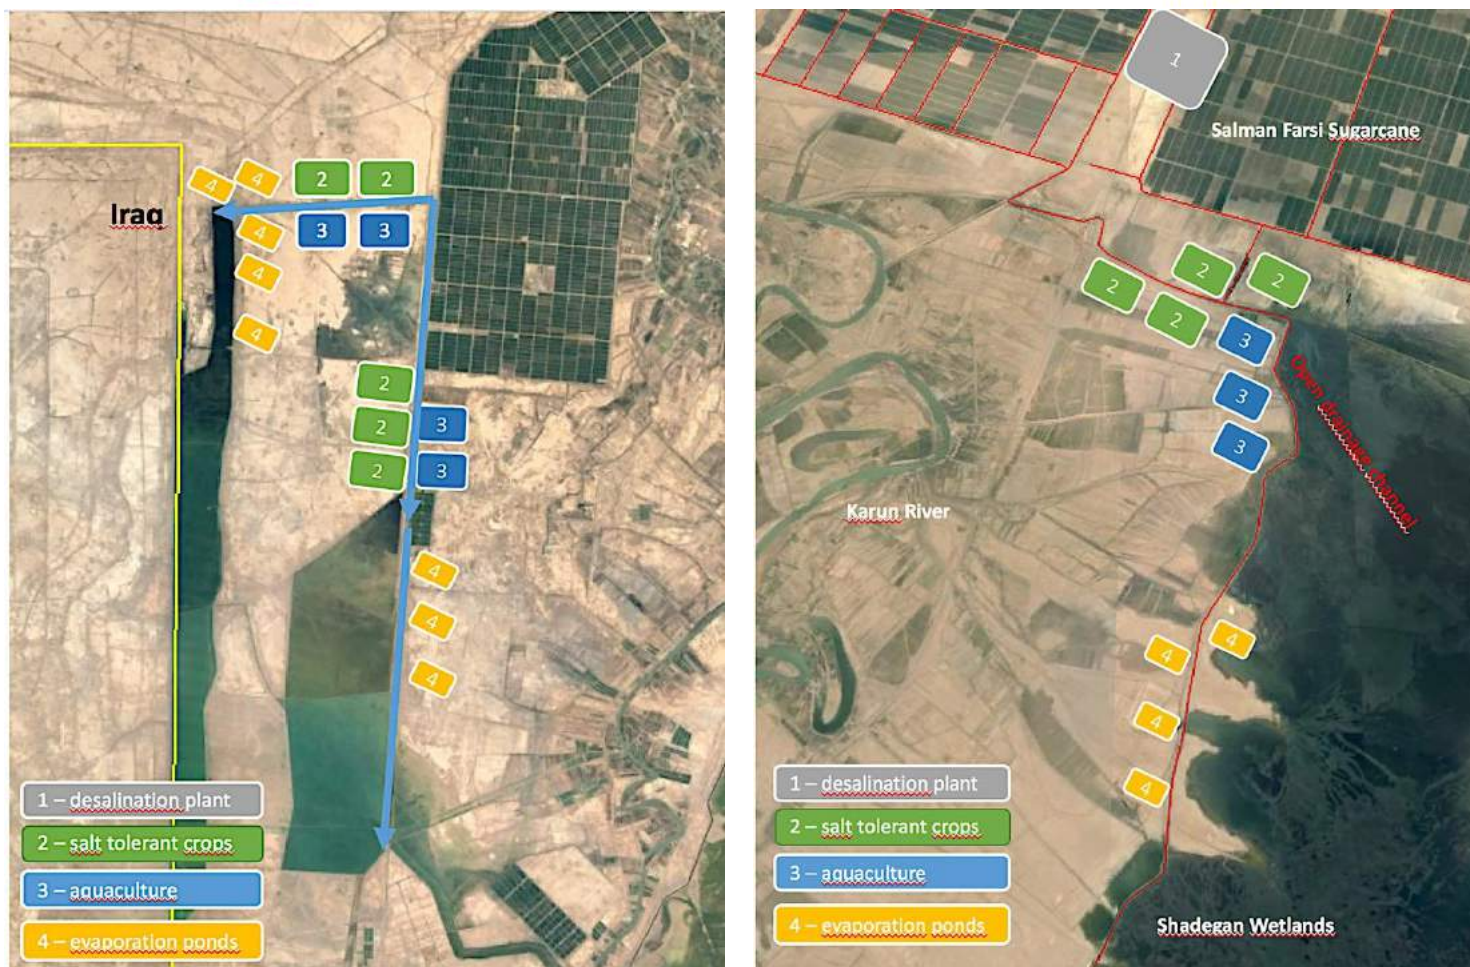 4
4
2
2
Iraq
4
3
3
4
4
2
2
3
2
3
4
4
4
1 – desalination plant
2 – salt tolerant crops
3 – aquaculture
4 – evaporation ponds
1
Salman Farsi Sugarcane
2
2
2
2
3
Open drainage channel
3
3
Karun River
4
4
4
4
1 – desalination plant
2 – salt tolerant crops
3 – aquaculture
4 – evaporation ponds
Shadegan Wetlands